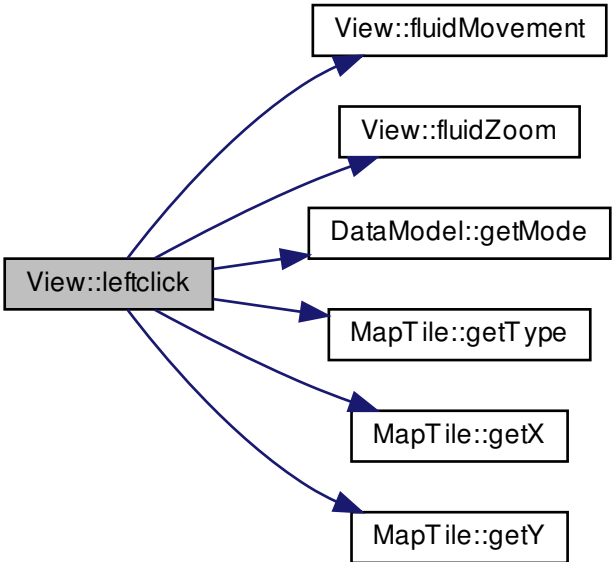 View::fluidMovement
View::fluidZoom
DataModel::getMode
View::leftclick
MapTile::getType
MapTile::getX
MapTile::getY